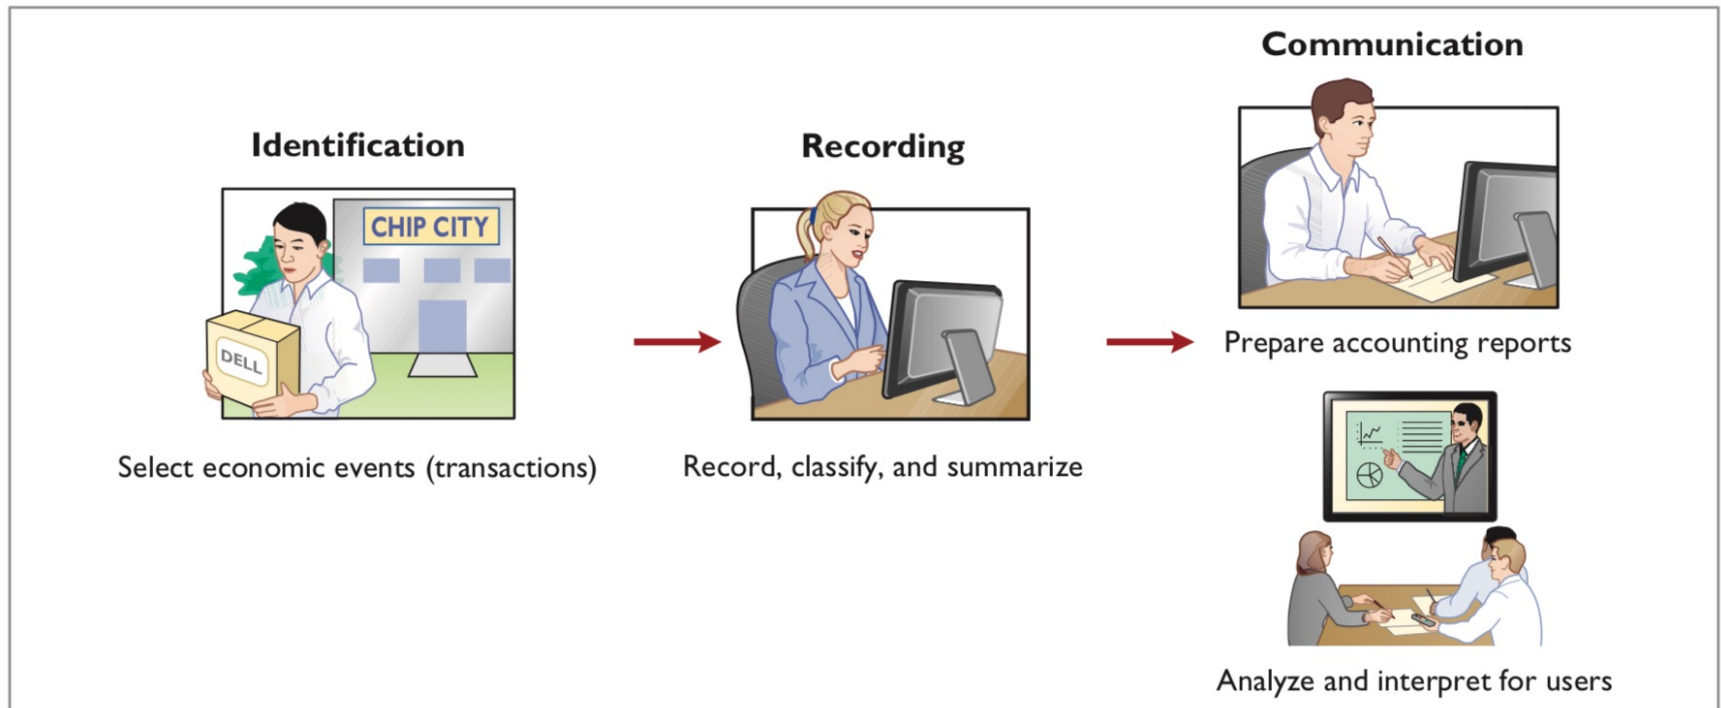 Identification
CHIP CITY
DELL
Select economic events (transactions)
Recording
Record, classify, and summarize
Communication
Prepare accounting reports
Analyze and interpret for users